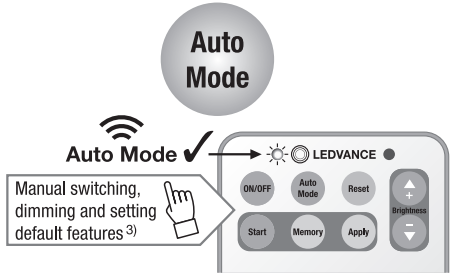 Auto
Mode
Auto Mode
LEDVANCE
Manual switching,
dimming and setting
default features 3)
ON/OFF
Auto
Mode
Reset
+
Brightness
−
Start
Memory
Apply